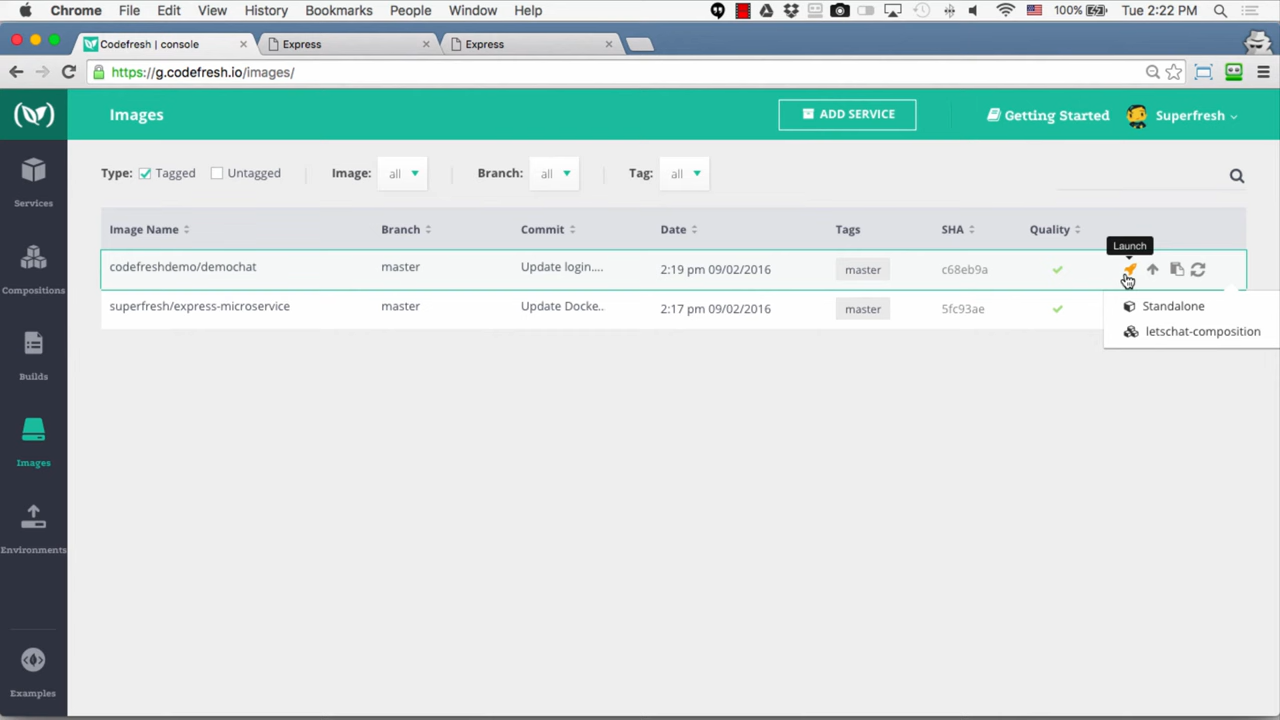 Chrome File Edit View History Bookmarks People Window Help 100% Tue 2:22 PM
Codefresh | console Express Express
https://g.codefresh.io/images/
Images ADD SERVICE Getting Started Superfresh
Type: Tagged Untagged Image: all Branch: all Tag: all
Services
Image Name Branch Commit Date Tags SHA Quality
Launch
codefreshdemo/demochat master Update login.... 2:19 pm 09/02/2016 master c68eb9a
Compositions
superfresh/express-microservice master Update Docke.. 2:17 pm 09/02/2016 master 5fc93ae
Standalone
letschat-composition
Builds
Images
Environments
Examples